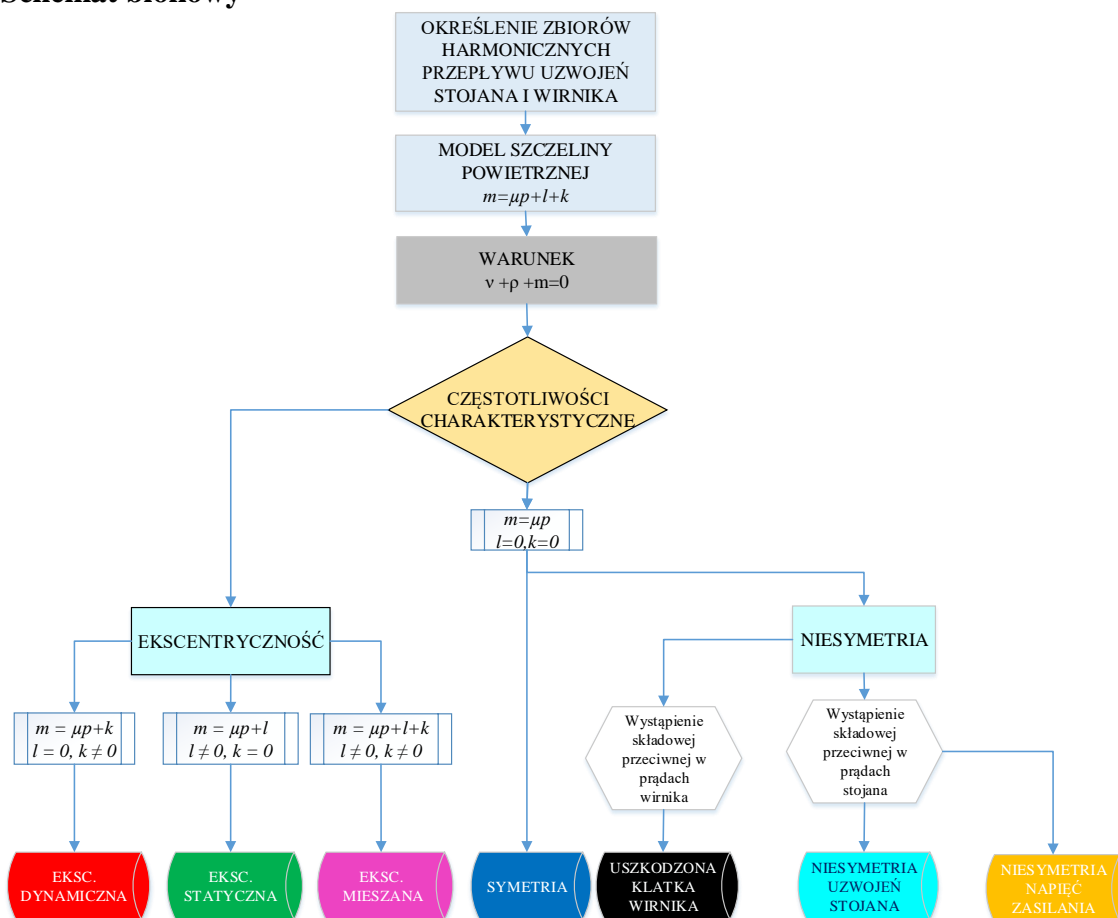 Schemat blokowy
OKREŚLENIE ZBIORÓW
HARMONICZNYCH
PRZEPŁYWU UZWOJEŃ
STOJANA I WIRNIKA
MODEL SZCZELINY
POWIETRZNEJ
m=μp+l+k
WARUNEK
ν +ρ +m=0
CZĘSTOTLIWOŚCI
CHARAKTERYSTYCZNE
m=μp
l=0,k=0
EKSCENTRYCZNOŚĆ
NIESYMETRIA
m = μp+k
l = 0, k ≠ 0
m = μp+l
l ≠ 0, k = 0
m = μp+l+k
l ≠ 0, k ≠ 0
Wystąpienie
składowej
przeciwnej w
prądach
wirnika
Wystąpienie
składowej
przeciwnej w
prądach
stojana
EKSC.
DYNAMICZNA
EKSC.
STATYCZNA
EKSC.
MIESZANA
SYMETRIA
USZKODZONA
KLATKA
WIRNIKA
NIESYMETRIA
UZWOJEŃ
STOJANA
NIESYMETRIA
NAPIĘĆ
ZASILANIA